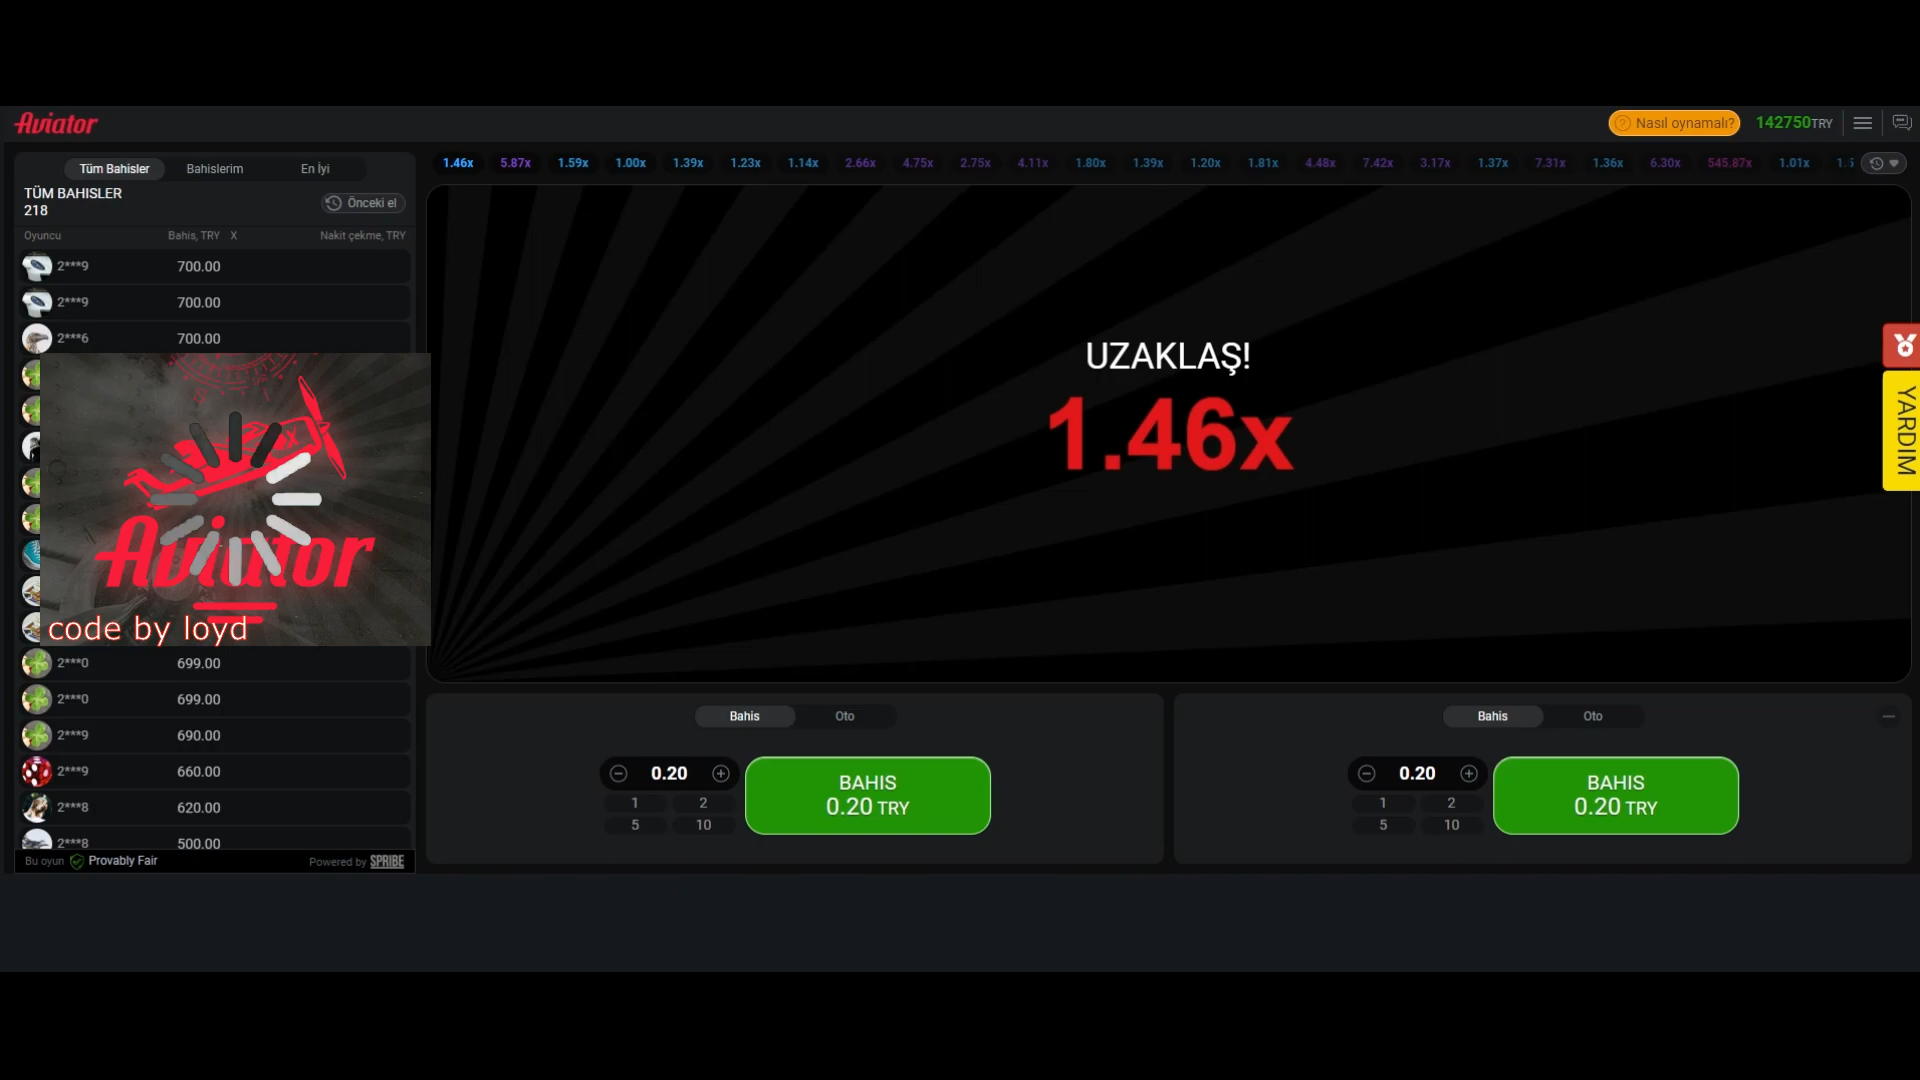 Aviator
Nasıl oynamalı?
142750TRY
Tüm Bahisler
Bahislerim
En İyi
1.46x
5.87x
1.59x
1.00x
1.39x
1.23x
1.14x
2.66x
4.75x
2.75x
4.11x
1.80x
1.39x
1.20x
1.81x
4.48x
7.42x
3.17x
1.37x
7.31x
1.36x
6.30x
545.87x
1.01x
TÜM BAHISLER
218
Önceki el
Oyuncu
Bahis, TRY X
Nakit çekme, TRY
2***9 700.00
2***9 700.00
2***6 700.00
Aviator
code by loyd
2***0 699.00
2***0 699.00
2***9 690.00
2***9 660.00
2***8 620.00
2***8 500.00
Bu oyun Provably Fair
Powered by SPRIBE
UZAKLAŞ!
1.46x
YARDIM
Bahis
Oto
0.20
1
2
5
10
BAHIS
0.20 TRY
Bahis
Oto
0.20
1
2
5
10
BAHIS
0.20 TRY